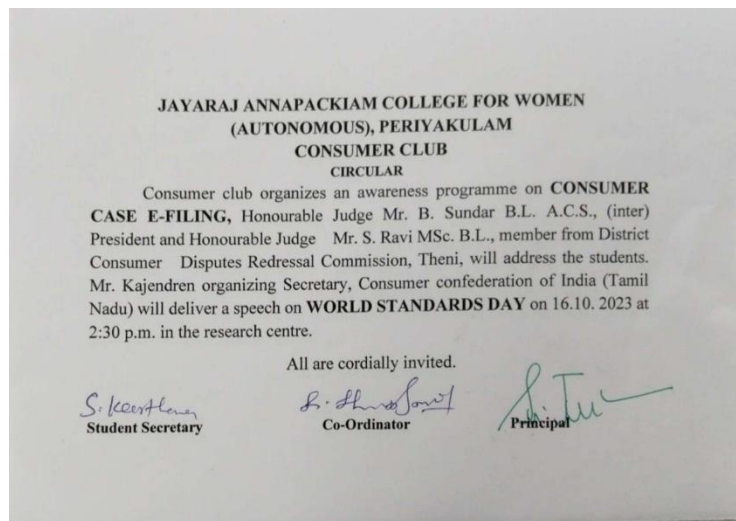 JAYARAJ ANNAPACKIAM COLLEGE FOR WOMEN
(AUTONOMOUS), PERIYAKULAM
CONSUMER CLUB
CIRCULAR
Consumer club organizes an awareness programme on CONSUMER
CASE E-FILING, Honourable Judge Mr. B. Sundar B.L. A.C.S., (inter)
President and Honourable Judge Mr. S. Ravi MSc. B.L., member from District
Consumer Disputes Redressal Commission, Theni, will address the students.
Mr. Kajendren organizing Secretary, Consumer confederation of India (Tamil
Nadu) will deliver a speech on WORLD STANDARDS DAY on 16.10. 2023 at
2:30 p.m. in the research centre.
All are cordially invited.
Student Secretary Co-Ordinator Principal